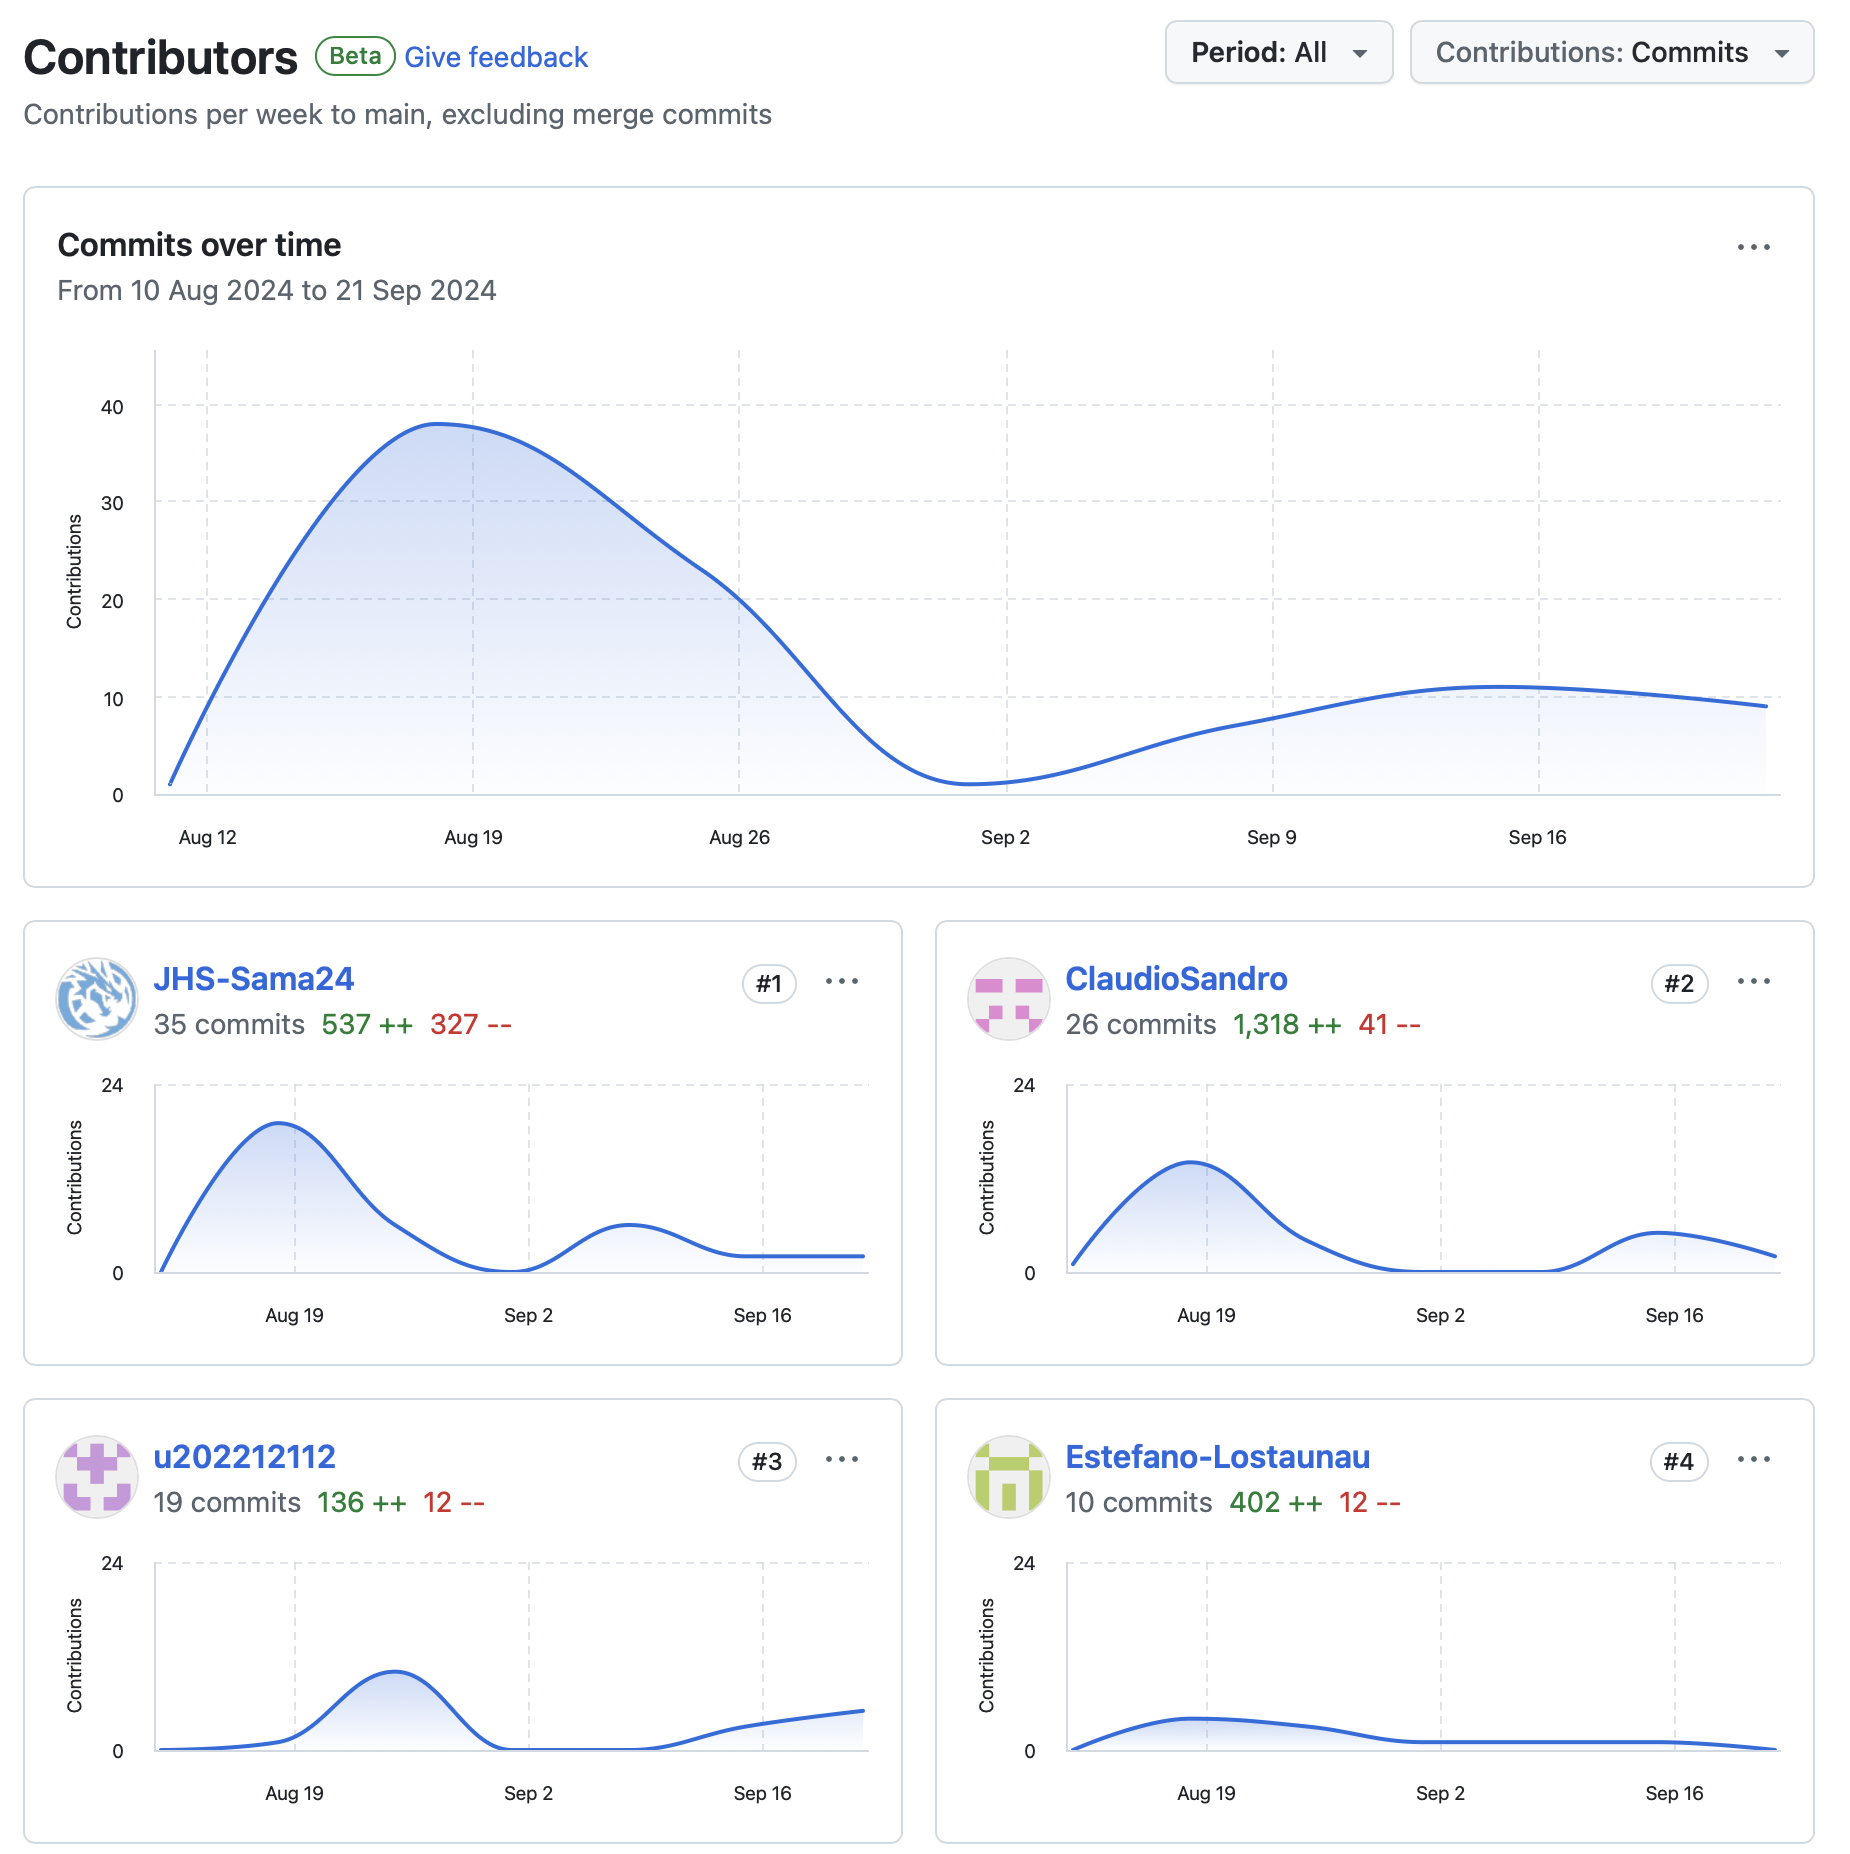 Contributors Beta Give feedback
Period: All
Contributions: Commits
Contributions per week to main, excluding merge commits
Commits over time
From 10 Aug 2024 to 21 Sep 2024
Contributions
40
30
20
10
0
Aug 12 Aug 19 Aug 26 Sep 2 Sep 9 Sep 16
JHS-Sama24 #1
35 commits 537 ++ 327 --
Contributions
24
0
Aug 19 Sep 2 Sep 16
ClaudioSandro #2
26 commits 1,318 ++ 41 --
Contributions
24
0
Aug 19 Sep 2 Sep 16
u202212112 #3
19 commits 136 ++ 12 --
Contributions
24
0
Aug 19 Sep 2 Sep 16
Estefano-Lostaunau #4
10 commits 402 ++ 12 --
Contributions
24
0
Aug 19 Sep 2 Sep 16